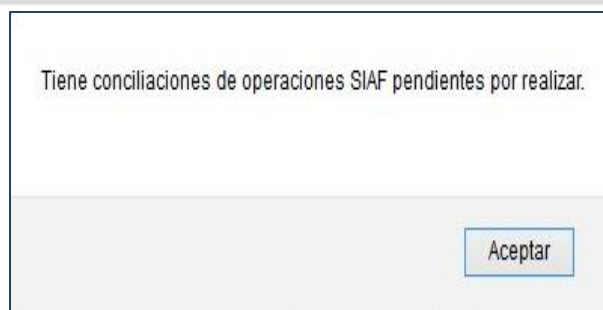 Tiene conciliaciones de operaciones SIAF pendientes por realizar.
Aceptar